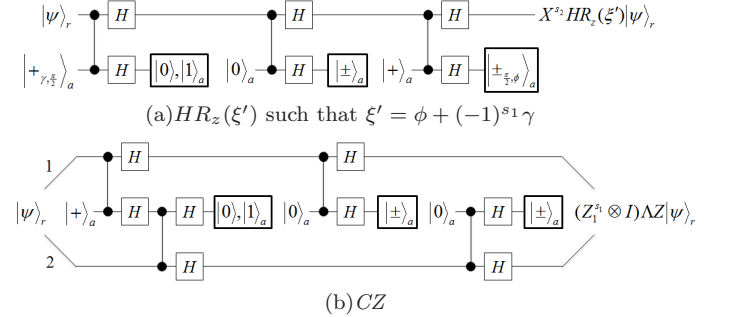 |ψ⟩_r H H H X^{s_2}HR_z(ξ′)|ψ⟩_r
|+_{γ,π/2}⟩_a H |0⟩,|1⟩_a |0⟩_a H |±⟩_a |+⟩_a H |±_{π/2,ϕ}⟩_a
(a)HR_z(ξ′) such that ξ′ = ϕ + (−1)^{s_1}γ
1 H H
|ψ⟩_r |+⟩_a H H |0⟩,|1⟩_a |0⟩_a H |±⟩_a |0⟩_a H |±⟩_a (Z_1^{s_1} ⊗ I)ΛZ|ψ⟩_r
2 H H
(b)CZ